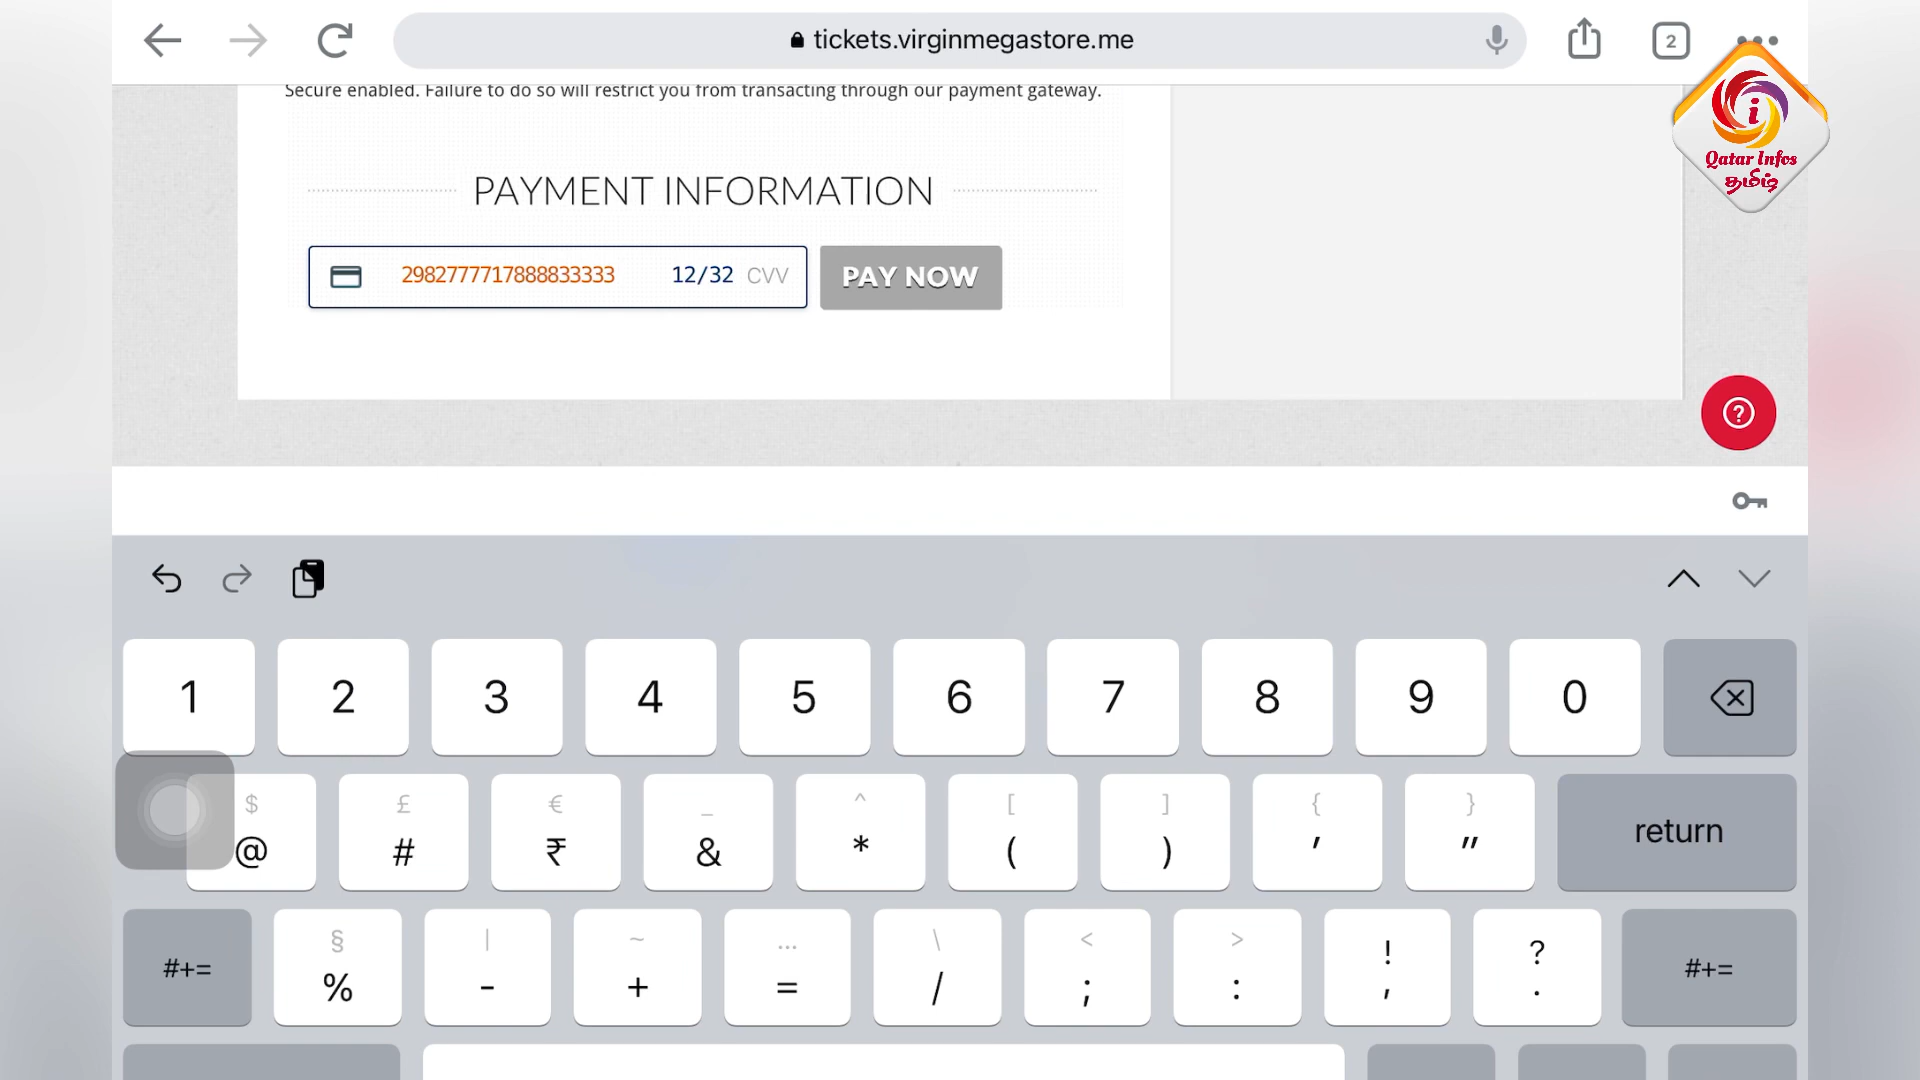 tickets.virginmegastore.me
2
Secure enabled. Failure to do so will restrict you from transacting through our payment gateway.
i
Qatar Infos
தமிழ்
PAYMENT INFORMATION
2982777717888833333 12/32 CVV PAY NOW
?
1 2 3 4 5 6 7 8 9 0
$ £ € _ ^ [ ] { }
@ # ₹ & * ( ) ' " return
§ | ~ … \ < > ! ?
#+= % - + = / ; : , . #+=